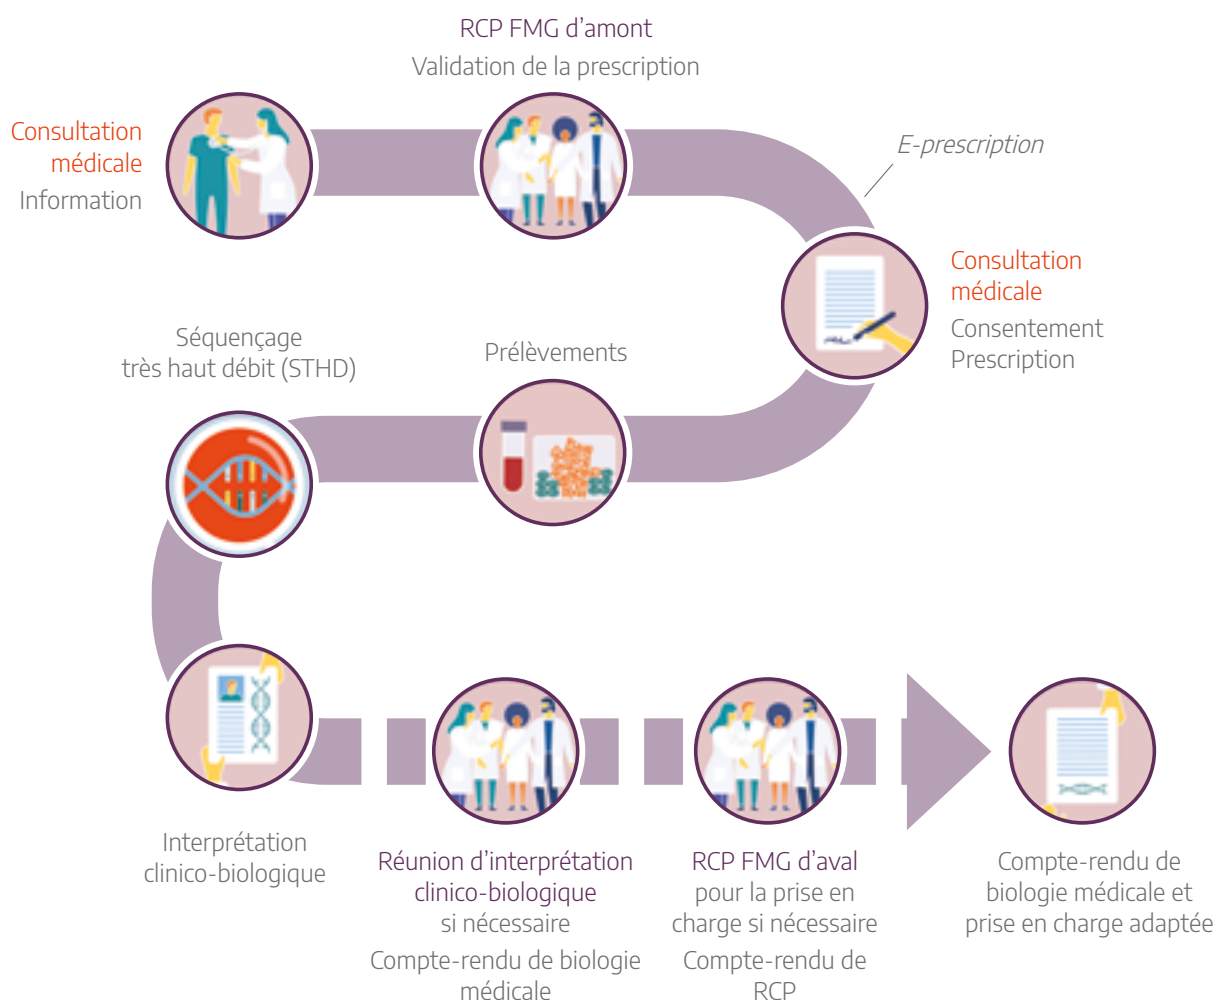 RCP FMG d’amont
Validation de la prescription
Consultation
médicale
Information
E-prescription
Consultation
médicale
Consentement
Prescription
Prélèvements
Séquençage
très haut débit (STHD)
Interprétation
clinico-biologique
Réunion d’interprétation
clinico-biologique
si nécessaire
Compte-rendu de biologie
médicale
RCP FMG d’aval
pour la prise en
charge si nécessaire
Compte-rendu de
RCP
Compte-rendu de
biologie médicale et
prise en charge adaptée